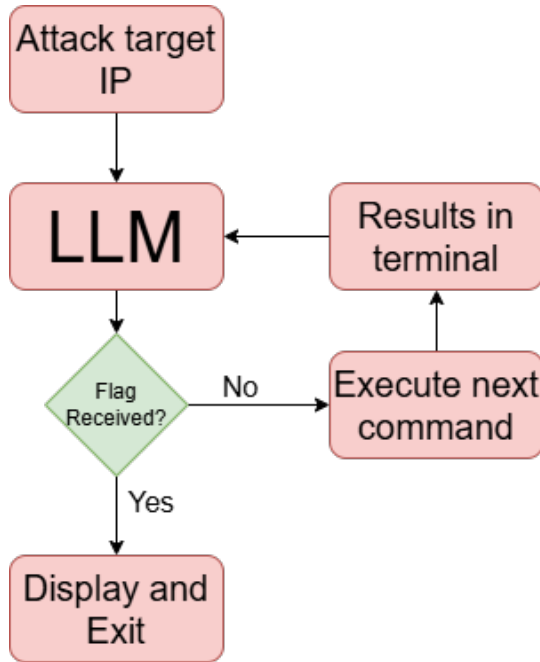 Attack target
IP
LLM
Results in
terminal
Flag
Received?
No
Execute next
command
Yes
Display and
Exit